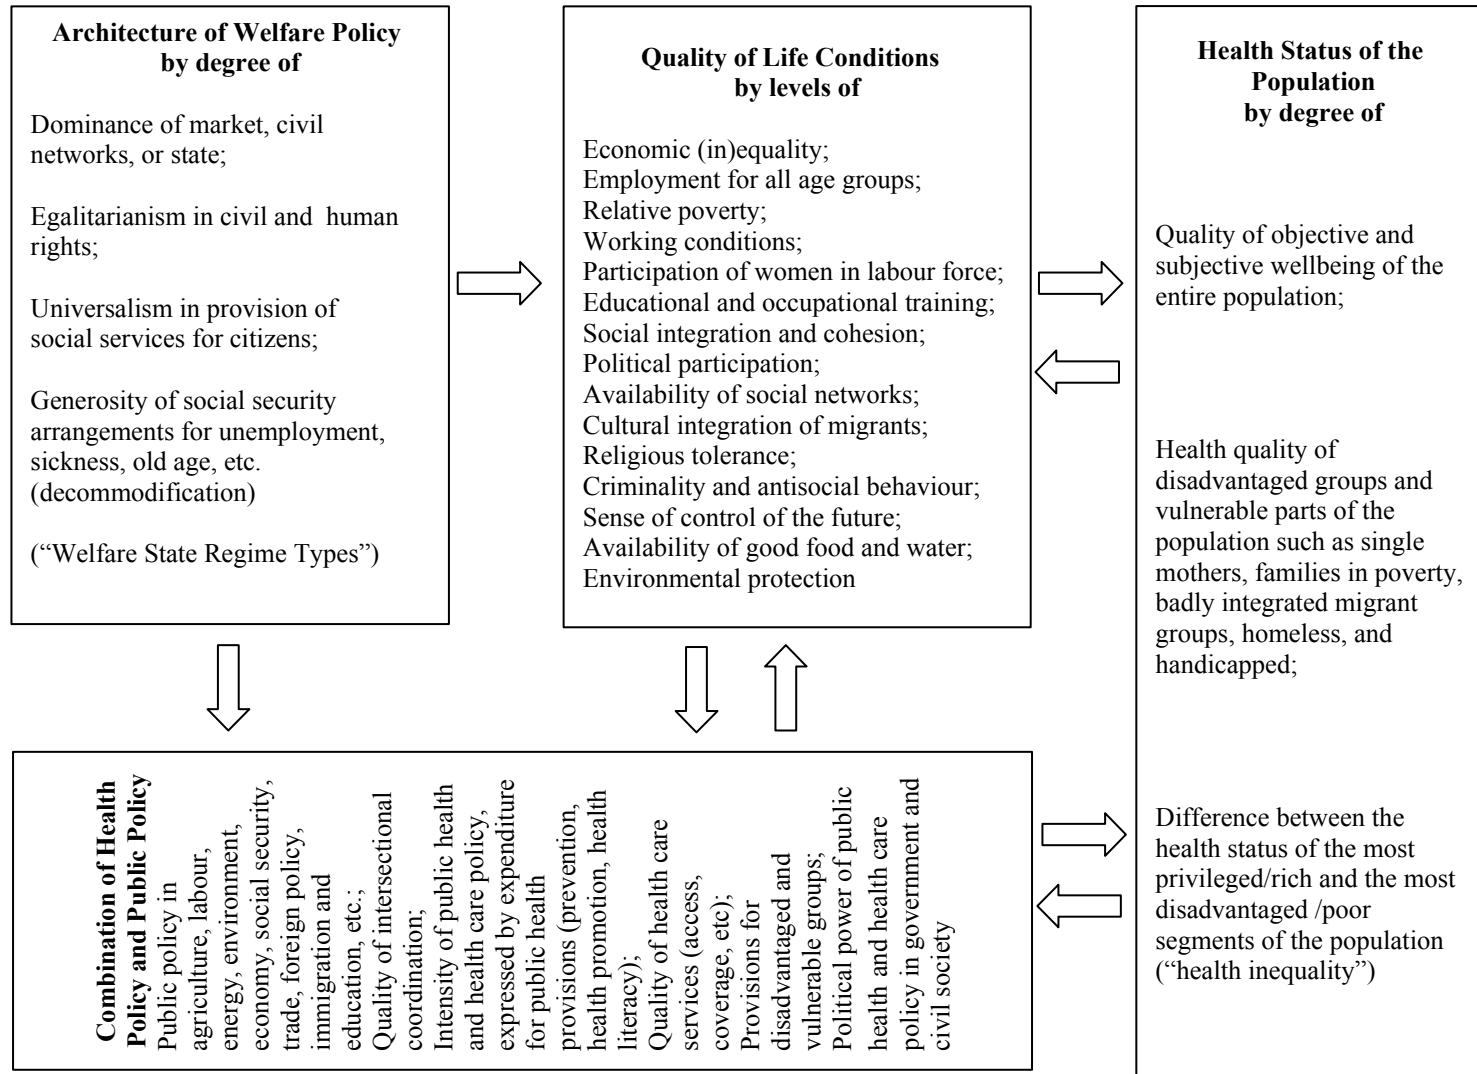 Architecture of Welfare Policy
by degree of
Dominance of market, civil
networks, or state;
Egalitarianism in civil and  human
rights;
Universalism in provision of
social services for citizens;
Generosity of social security
arrangements for unemployment,
sickness, old age, etc.
(decommodification)
(“Welfare State Regime Types”)
Quality of Life Conditions
by levels of
Economic (in)equality;
Employment for all age groups;
Relative poverty;
Working conditions;
Participation of women in labour force;
Educational and occupational training;
Social integration and cohesion;
Political participation;
Availability of social networks;
Cultural integration of migrants;
Religious tolerance;
Criminality and antisocial behaviour;
Sense of control of the future;
Availability of good food and water;
Environmental protection
Health Status of the
Population
by degree of
Quality of objective and
subjective wellbeing of the
entire population;
Health quality of
disadvantaged groups and
vulnerable parts of the
population such as single
mothers, families in poverty,
badly integrated migrant
groups, homeless, and
handicapped;
Difference between the
health status of the most
privileged/rich and the most
disadvantaged /poor
segments of the population
(“health inequality”)
Combination of Health
Policy and Public Policy
Public policy in
agriculture, labour,
energy, environment,
economy, social security,
trade, foreign policy,
immigration and
education, etc.;
Quality of intersectional
coordination;
Intensity of public health
and health care policy,
expressed by expenditure
for public health
provisions (prevention,
health promotion, health
literacy);
Quality of health care
services (access,
coverage, etc);
Provisions for
disadvantaged and
vulnerable groups;
Political power of public
health and health care
policy in government and
civil society